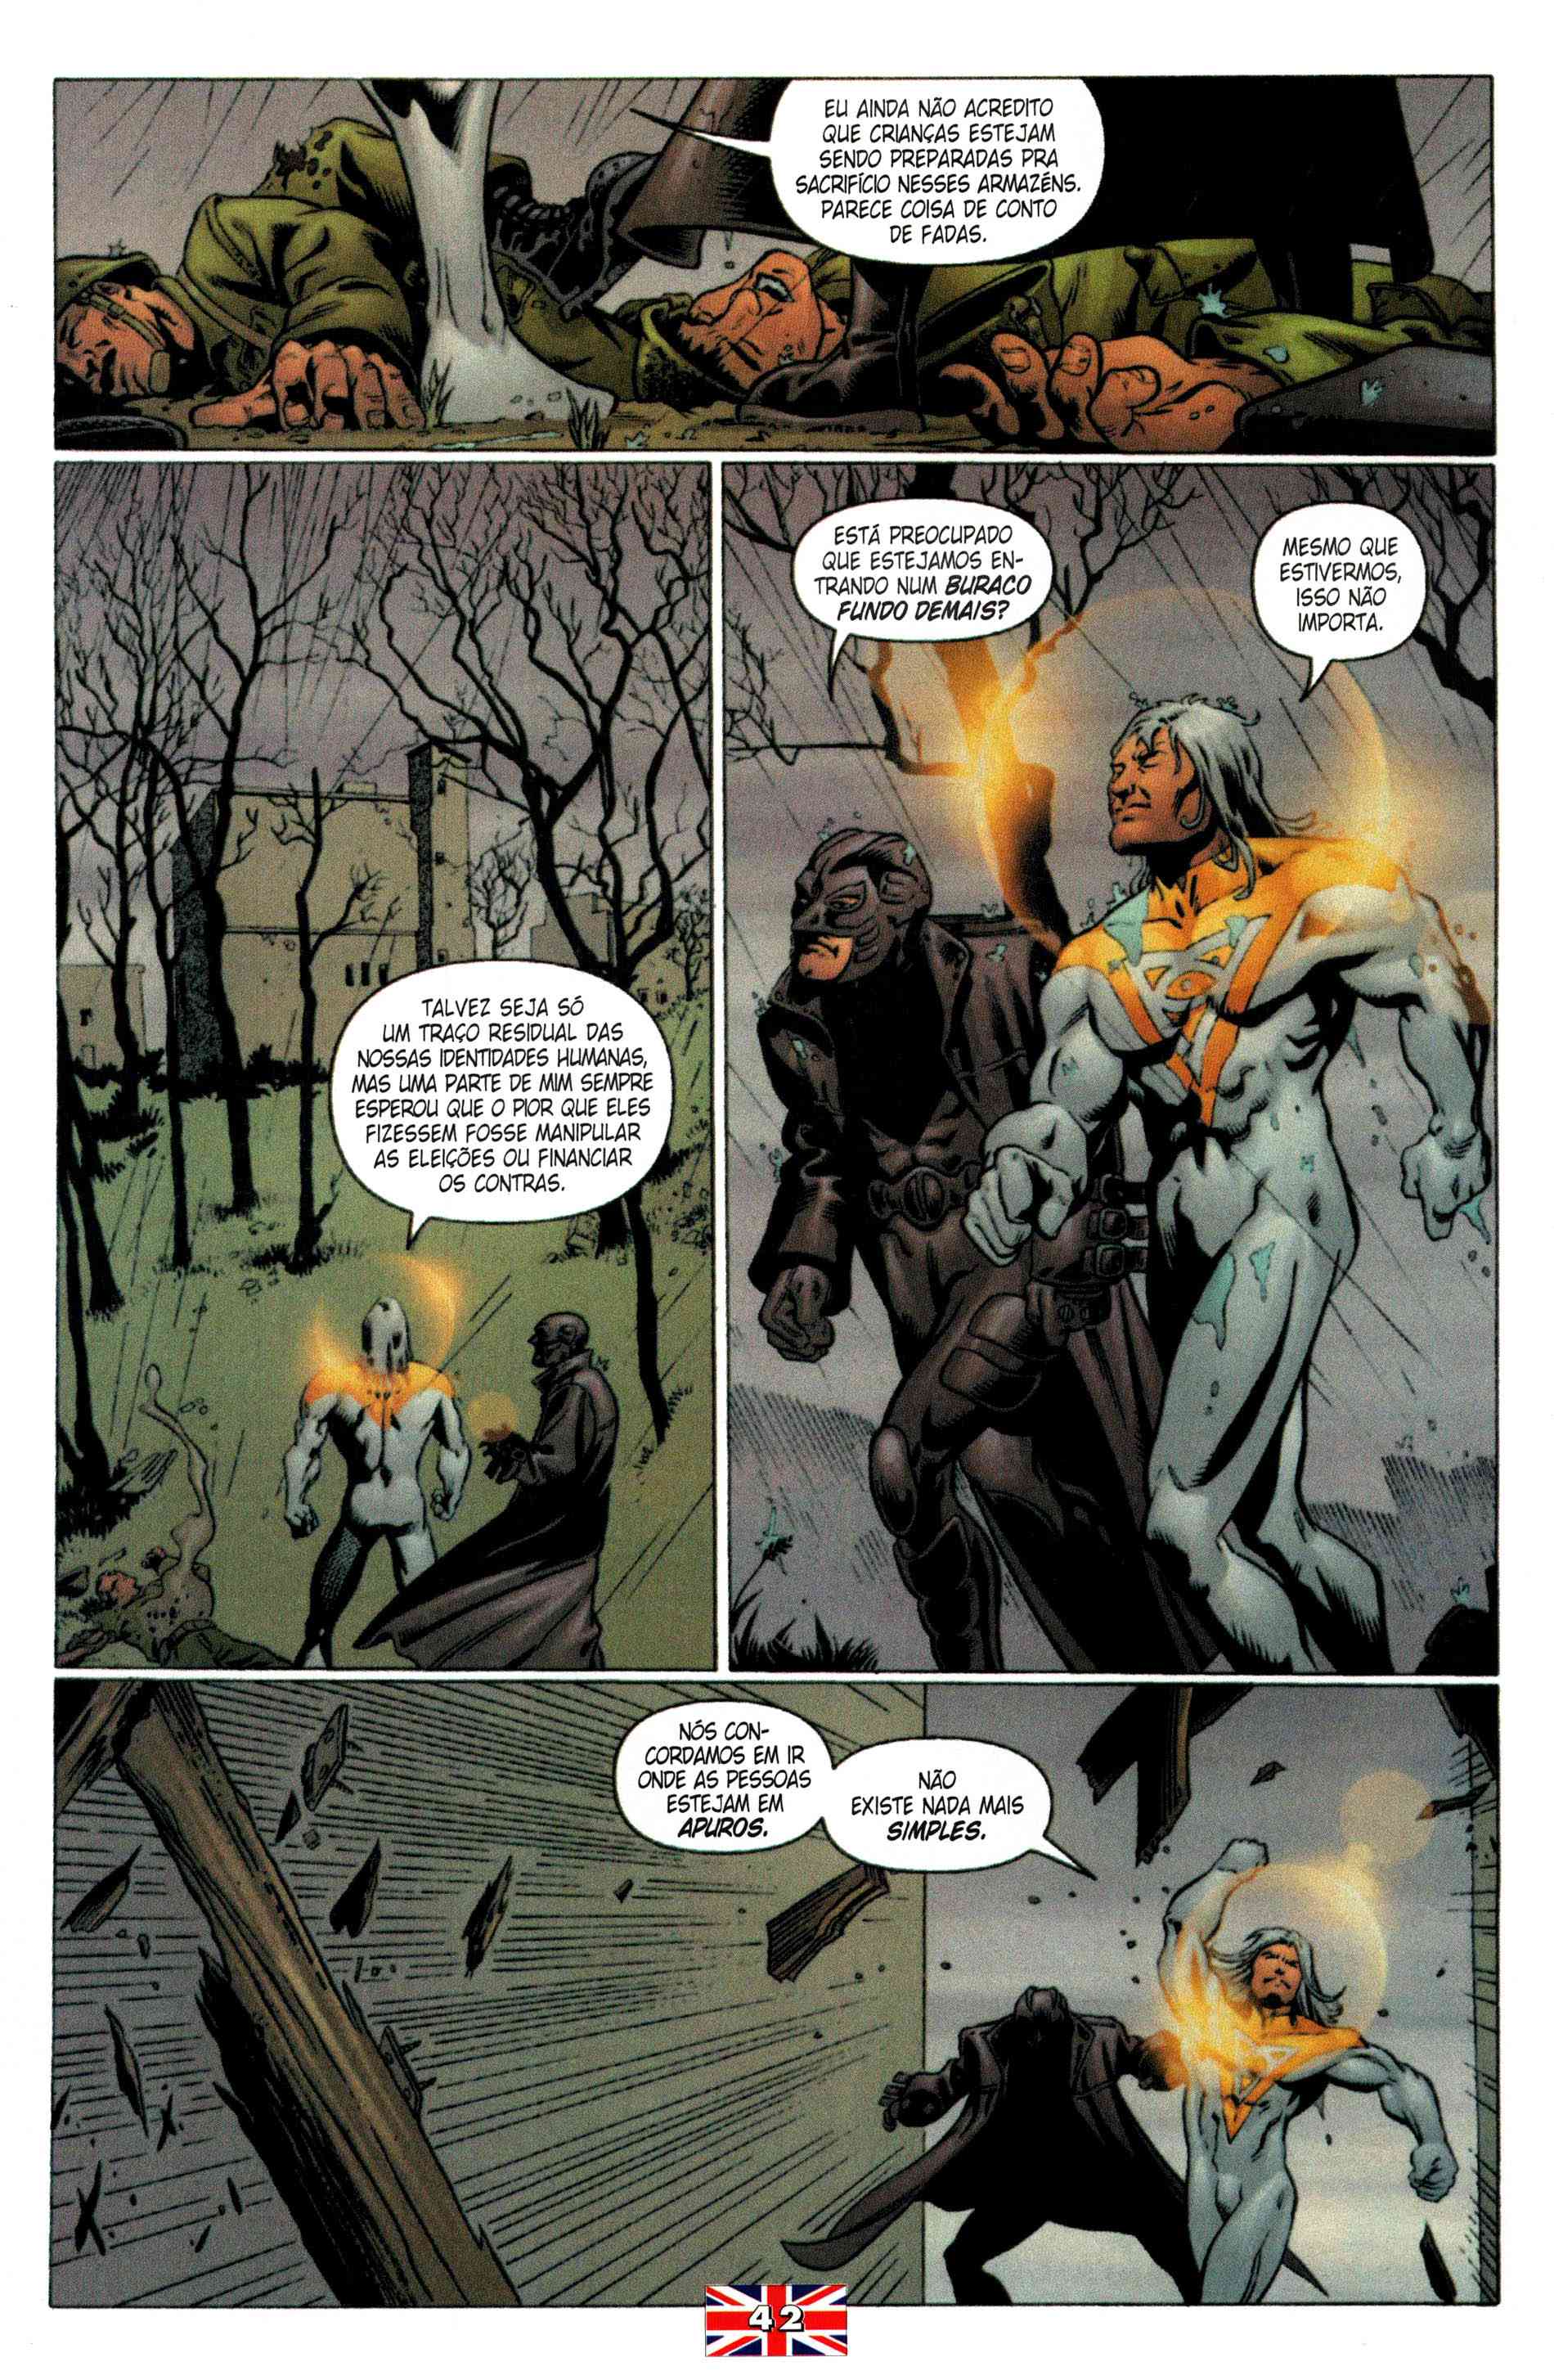 EU AINDA NÃO ACREDITO
QUE CRIANÇAS ESTEJAM
SENDO PREPARADAS PRA
SACRIFÍCIO NESSES ARMAZÉNS.
PARECE COISA DE CONTO
DE FADAS.
TALVEZ SEJA SÓ
UM TRAÇO RESIDUAL DAS
NOSSAS IDENTIDADES HUMANAS,
MAS UMA PARTE DE MIM SEMPRE
ESPEROU QUE O PIOR QUE ELES
FIZESSEM FOSSE MANIPULAR
AS ELEIÇÕES OU FINANCIAR
OS CONTRAS.
ESTÁ PREOCUPADO
QUE ESTEJAMOS EN-
TRANDO NUM BURACO
FUNDO DEMAIS?
MESMO QUE
ESTIVERMOS,
ISSO NÃO
IMPORTA.
NÓS CON-
CORDAMOS EM IR
ONDE AS PESSOAS
ESTEJAM EM
APUROS.
NÃO
EXISTE NADA MAIS
SIMPLES.
42